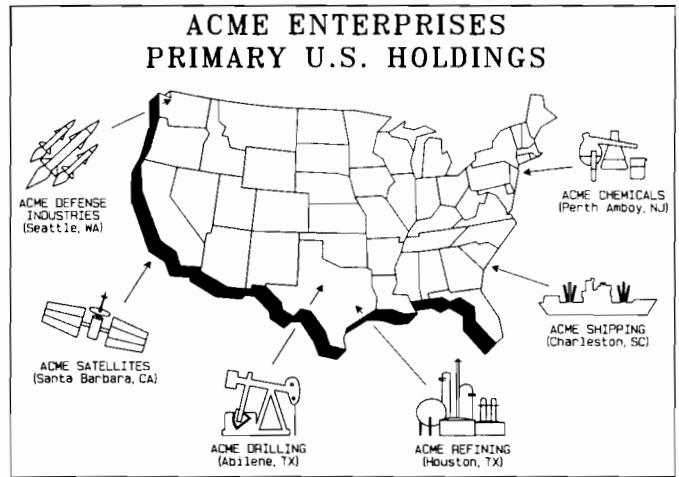 ACME ENTERPRISES
PRIMARY U.S. HOLDINGS
ACME DEFENSE
INDUSTRIES
(Seattle, WA)
ACME CHEMICALS
(Perth Amboy, NJ)
ACME SATELLITES
(Santa Barbara, CA)
ACME SHIPPING
(Charleston, SC)
ACME DRILLING
(Abilene, TX)
ACME REFINING
(Houston, TX)